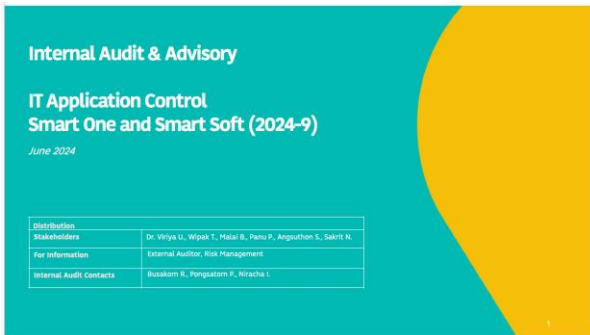 Internal Audit & Advisory
IT Application Control
Smart One and Smart Soft (2024-9)
June 2024
Distribution
Stakeholders Dr. Viriya U., Wipak T., Malai B., Panu P., Angsuthon S., Sakrit N.
For Information External Auditor, Risk Management
Internal Audit Contacts Busakorn R., Pongsatorn P., Niracha I.
1